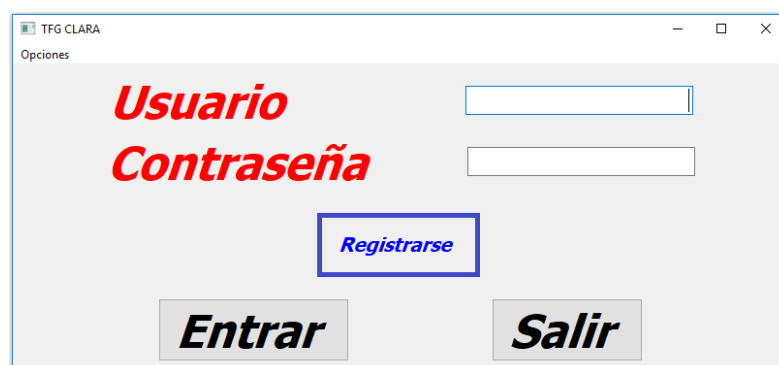 TFG CLARA
Opciones
Usuario
Contraseña
Registrarse
Entrar Salir